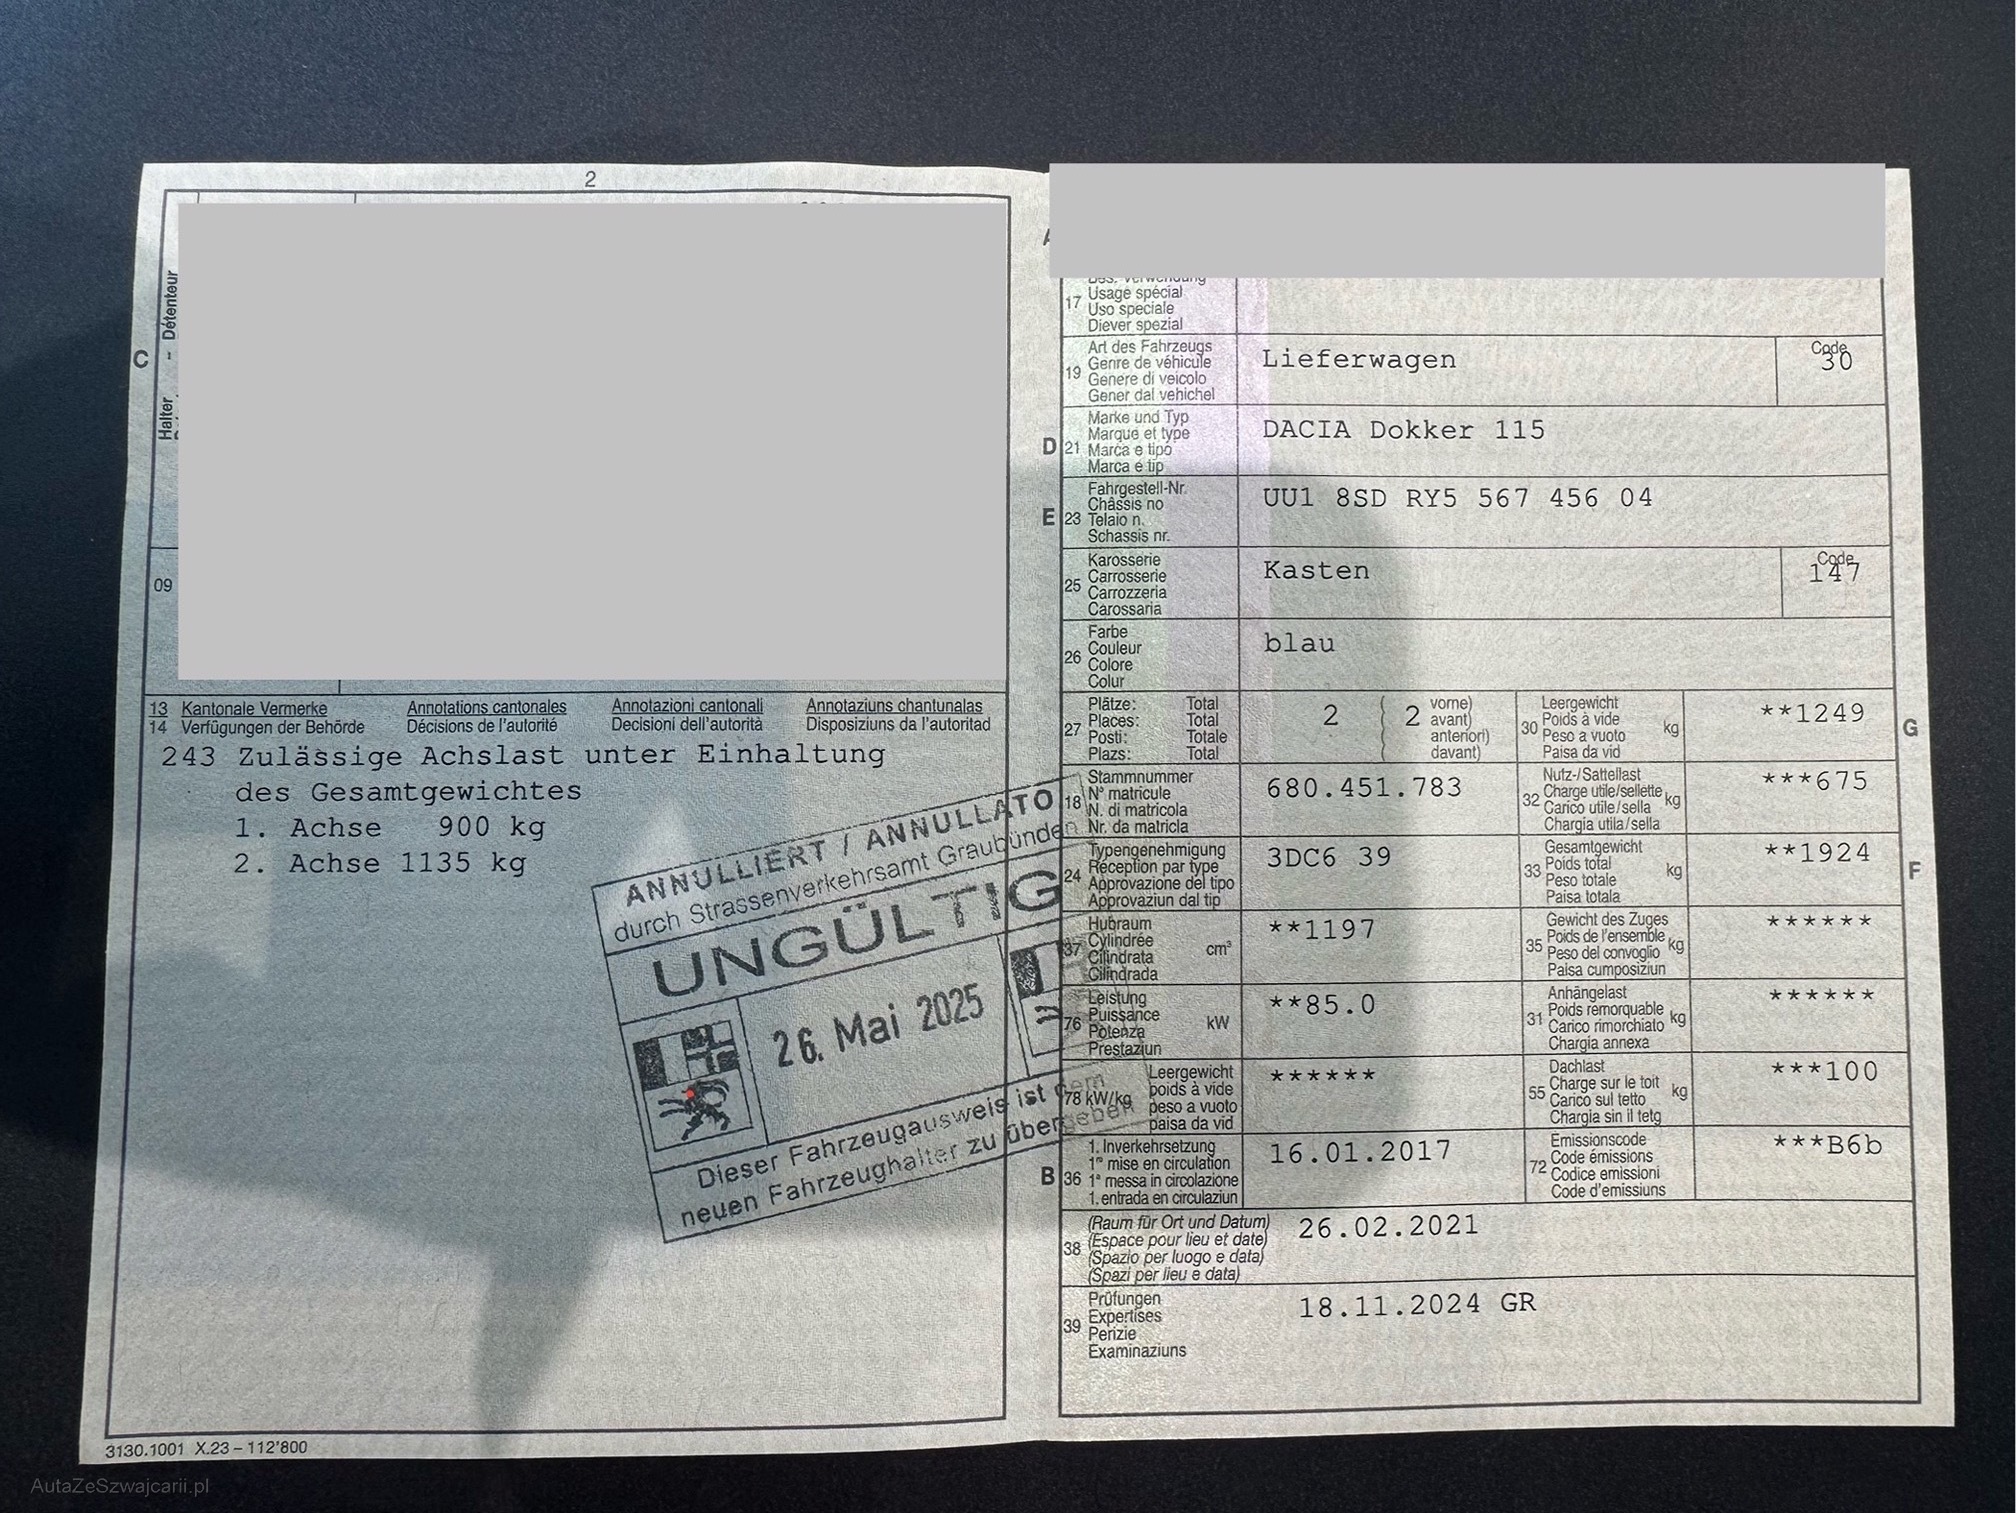 2
C
Halter - Détenteur
09
13 Kantonale Vermerke Annotations cantonales Annotazioni cantonali Annotaziuns chantunalas
14 Verfügungen der Behörde Décisions de l'autorité Decisioni dell'autorità Disposiziuns da l'autoritad
243 Zulässige Achslast unter Einhaltung
des Gesamtgewichtes
1. Achse 900 kg
2. Achse 1135 kg
ANNULLIERT / ANNULLATO
durch Strassenverkehrsamt Graubünden
UNGÜLTIG
26. Mai 2025
Dieser Fahrzeugausweis ist dem
neuen Fahrzeughalter zu übergeben
3130.1001 X.23 – 112'800
17
Usage spécial
Uso speciale
Diever spezial
19
Art des Fahrzeugs
Genre de véhicule
Genere di veicolo
Gener dal vehichel
Lieferwagen
Code
30
D 21
Marke und Typ
Marque et type
Marca e tipo
Marca e tip
DACIA Dokker 115
E 23
Fahrgestell-Nr.
Châssis no
Telaio n.
Schassis nr.
UU1 8SD RY5 567 456 04
25
Karosserie
Carrosserie
Carrozzeria
Carossaria
Kasten
Code
147
26
Farbe
Couleur
Colore
Colur
blau
27
Plätze: Total
Places: Total
Posti: Totale
Plazs: Total
2 2
vorne)
avant)
anteriori)
davant)
30
Leergewicht
Poids à vide
Peso a vuoto
Paisa da vid
kg
**1249
G
18
Stammnummer
N° matricule
N. di matricola
Nr. da matricla
680.451.783
32
Nutz-/Sattellast
Charge utile/sellette
Carico utile/sella
Chargia utila/sella
kg
***675
24
Typengenehmigung
Réception par type
Approvazione del tipo
Approvaziun dal tip
3DC6 39
33
Gesamtgewicht
Poids total
Peso totale
Paisa totala
kg
**1924
F
37
Hubraum
Cylindrée
Cilindrata
Cilindrada
cm³
**1197
35
Gewicht des Zuges
Poids de l'ensemble
Peso del convoglio
Paisa cumposiziun
kg
******
76
Leistung
Puissance
Potenza
Prestaziun
kW
**85.0
31
Anhängelast
Poids remorquable
Carico rimorchiato
Chargia annexa
kg
******
78 kW/kg
Leergewicht
poids à vide
peso a vuoto
paisa da vid
******
55
Dachlast
Charge sur le toit
Carico sul tetto
Chargia sin il tetg
kg
***100
B 36
1. Inverkehrsetzung
1re mise en circulation
1a messa in circolazione
1. entrada en circulaziun
16.01.2017
72
Emissionscode
Code émissions
Codice emissioni
Code d'emissiuns
***B6b
38
(Raum für Ort und Datum)
(Espace pour lieu et date)
(Spazio per luogo e data)
(Spazi per lieu e data)
26.02.2021
39
Prüfungen
Expertises
Perizie
Examinaziuns
18.11.2024 GR
AutaZeSzwajcarii.pl